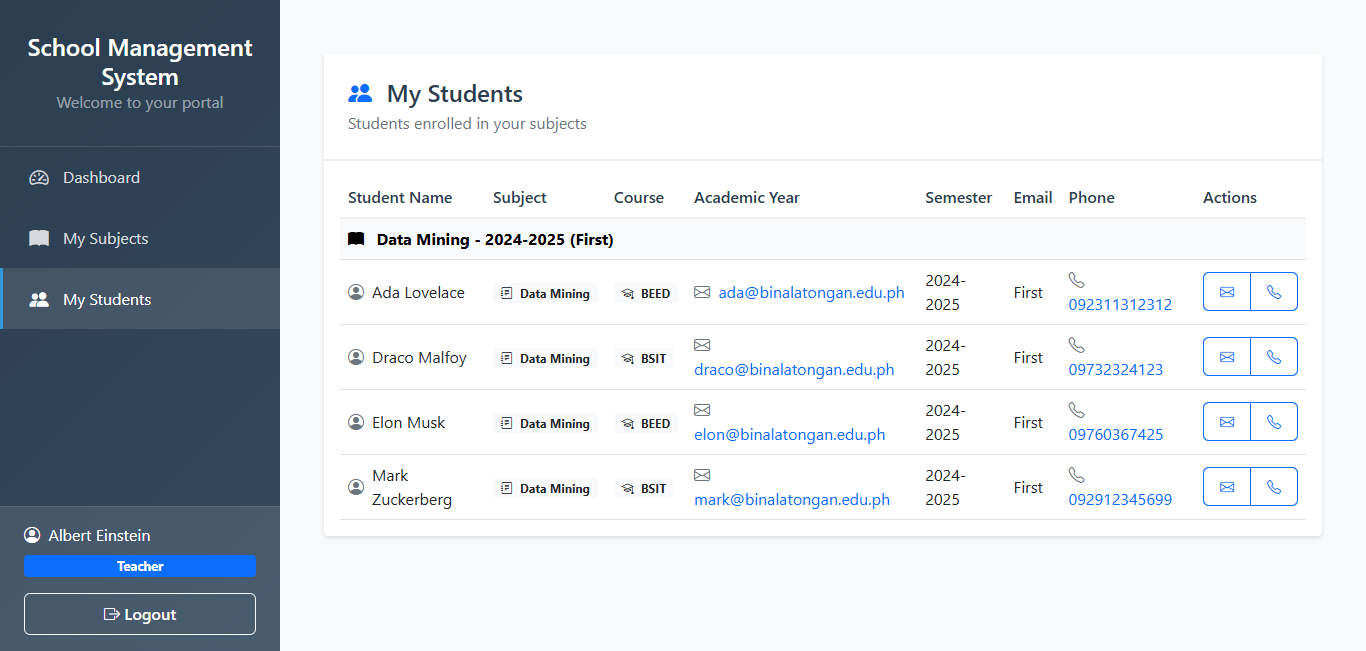 School Management
System
Welcome to your portal
Dashboard
My Subjects
My Students
Albert Einstein
Teacher
Logout
My Students
Students enrolled in your subjects
Student Name Subject Course Academic Year Semester Email Phone Actions
Data Mining - 2024-2025 (First)
Ada Lovelace Data Mining BEED ada@binalatongan.edu.ph 2024-
2025 First 092311312312
Draco Malfoy Data Mining BSIT draco@binalatongan.edu.ph 2024-
2025 First 09732324123
Elon Musk Data Mining BEED elon@binalatongan.edu.ph 2024-
2025 First 09760367425
Mark
Zuckerberg Data Mining BSIT mark@binalatongan.edu.ph 2024-
2025 First 092912345699